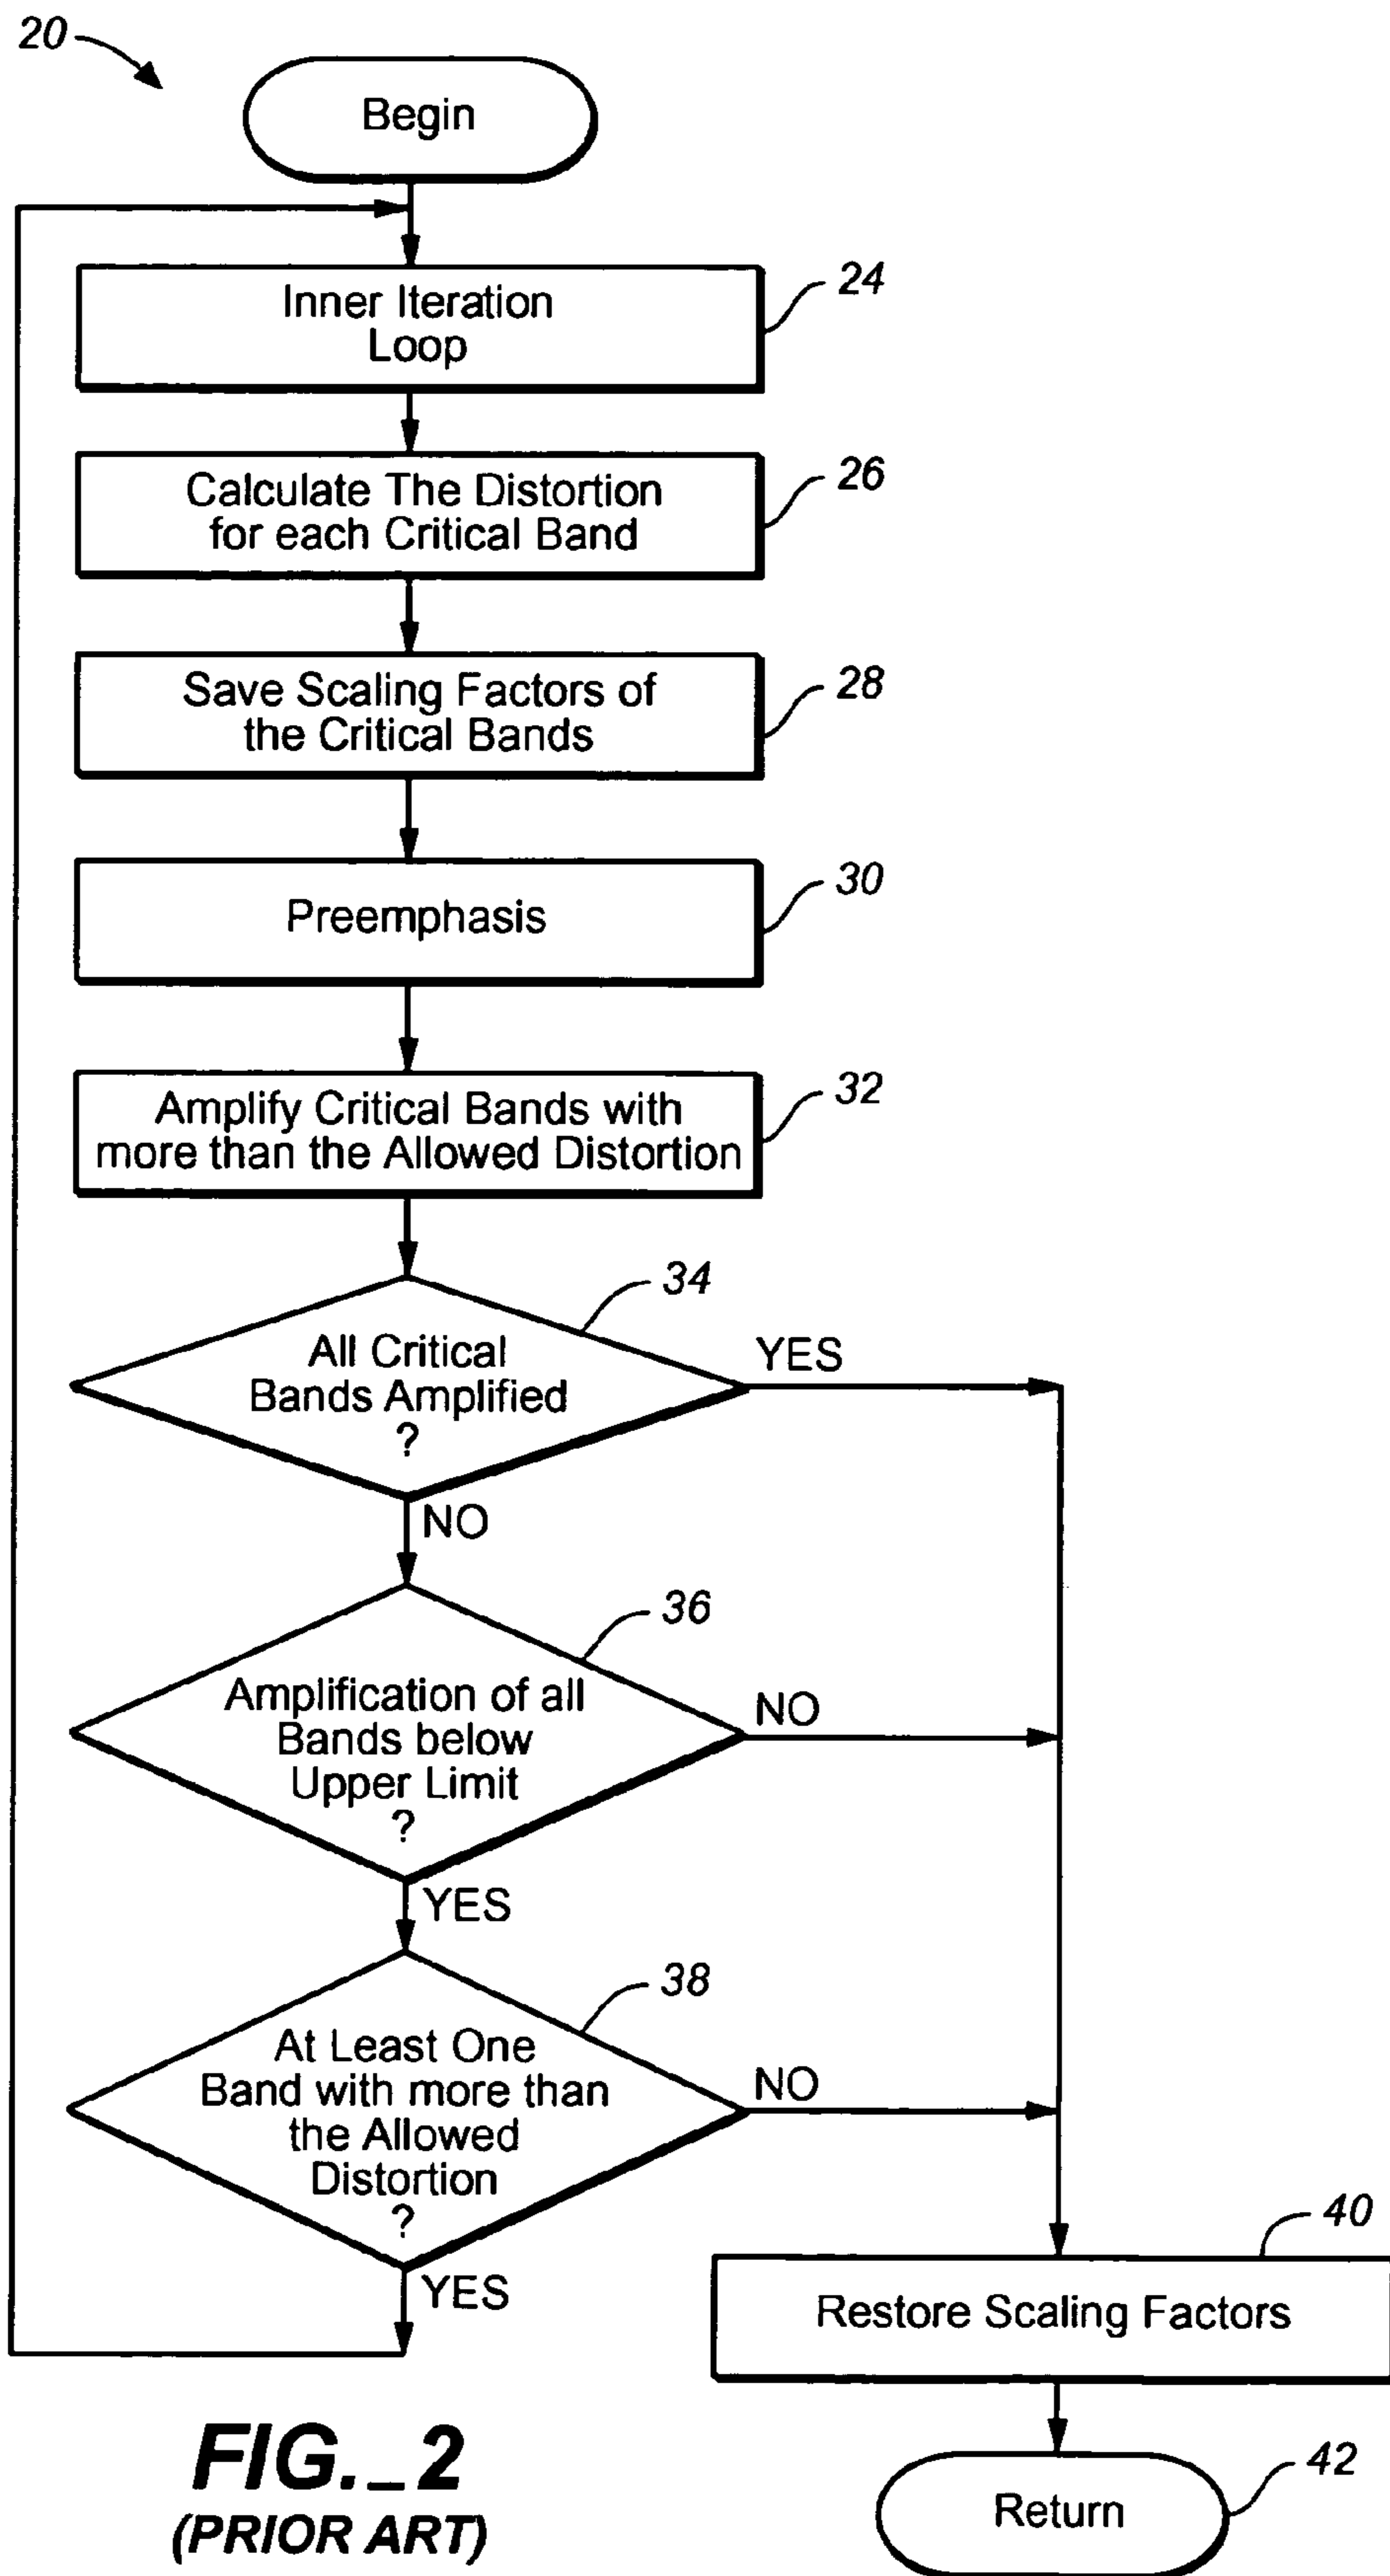 20
Begin
Inner Iteration
Loop
24
Calculate The Distortion
for each Critical Band
26
Save Scaling Factors of
the Critical Bands
28
Preemphasis
30
Amplify Critical Bands with
more than the Allowed Distortion
32
34
All Critical
Bands Amplified
?
YES
NO
36
Amplification of all
Bands below
Upper Limit
?
NO
YES
38
At Least One
Band with more than
the Allowed
Distortion
?
NO
YES
40
Restore Scaling Factors
42
Return
FIG._2
(PRIOR ART)